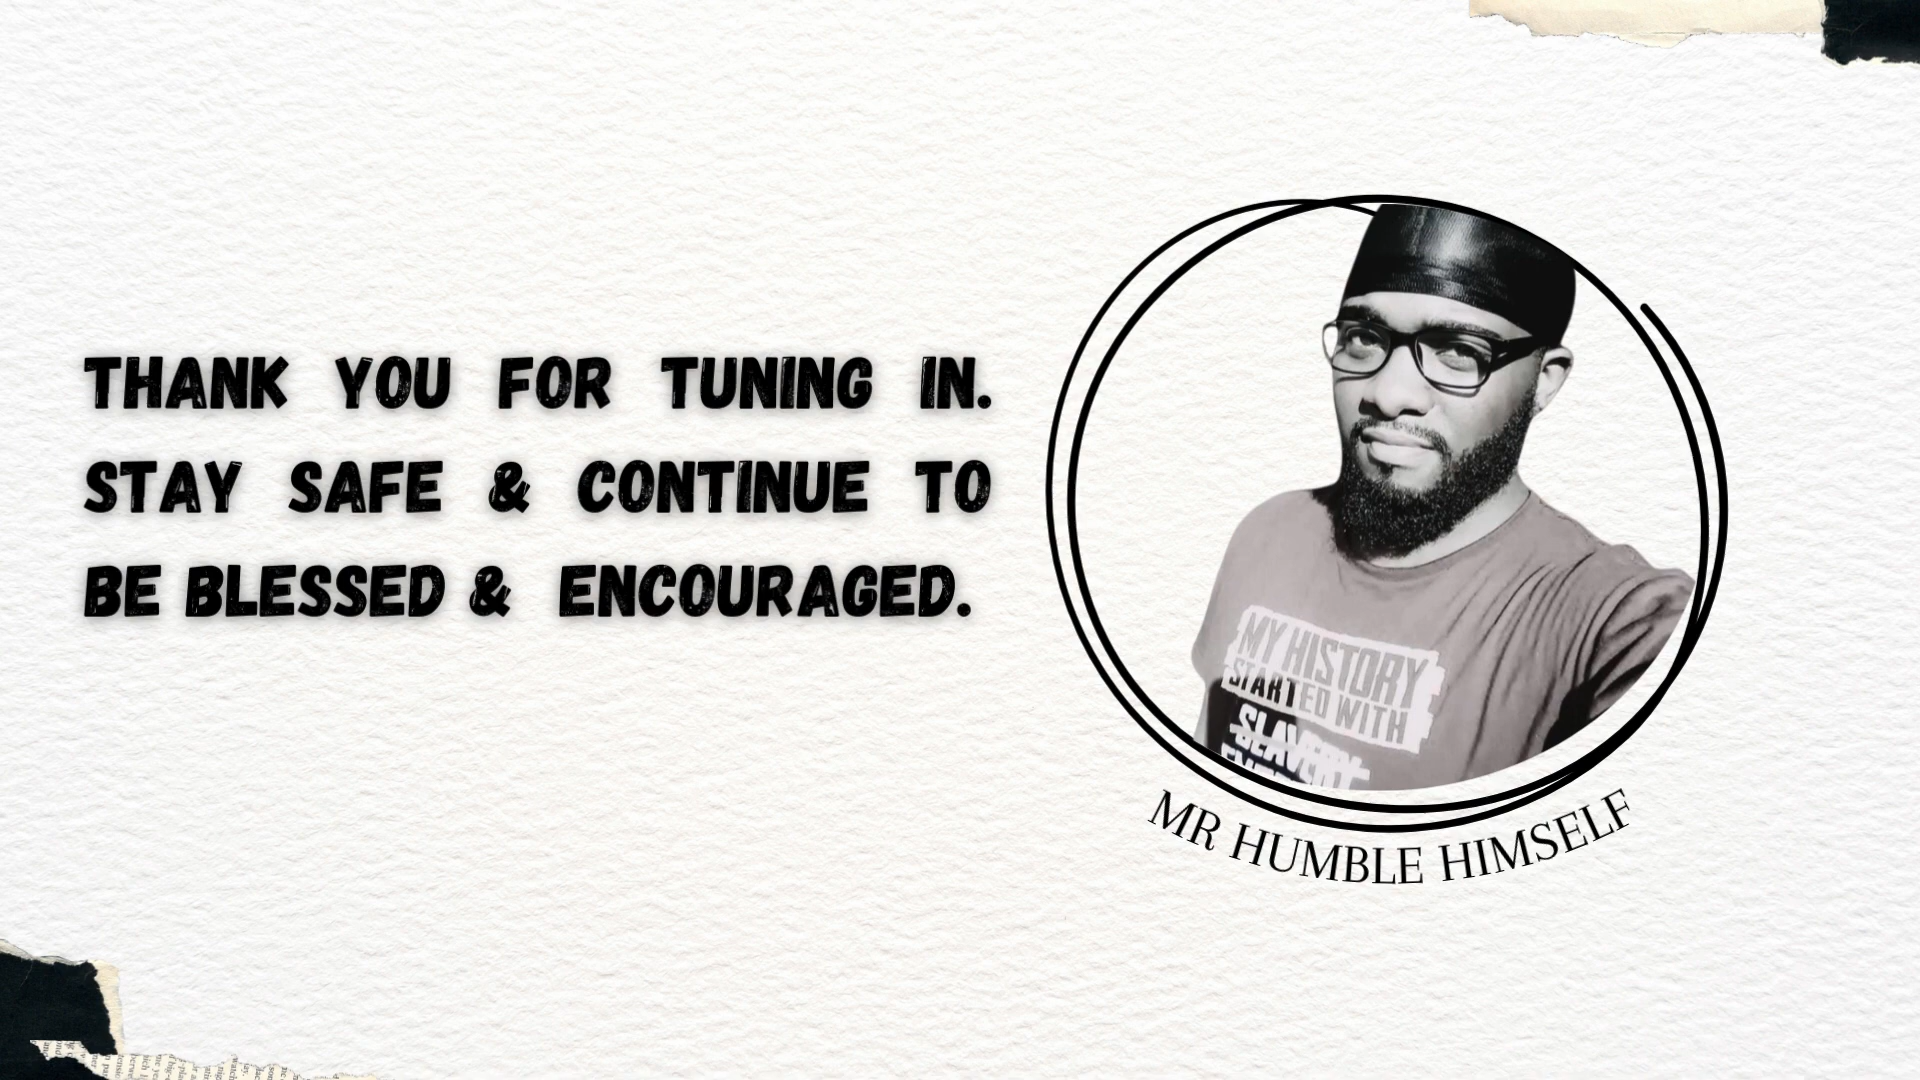 THANK YOU FOR TUNING IN.
STAY SAFE & CONTINUE TO
BE BLESSED & ENCOURAGED.
MY HISTORY
STARTED WITH
SLAVERY
MR HUMBLE HIMSELF